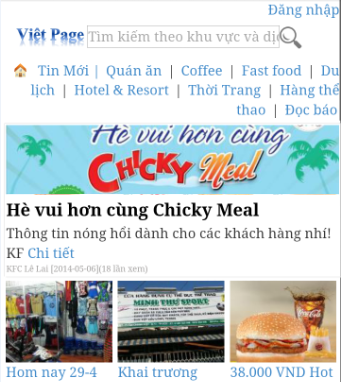 Đăng nhập
Việt Page
Tìm kiếm theo khu vực và dị
Tin Mới | Quán ăn | Coffee | Fast food | Du
lịch | Hotel & Resort | Thời Trang | Hàng thể
thao | Đọc báo
Hè vui hơn cùng
CHICKY Meal
Hè vui hơn cùng Chicky Meal
Thông tin nóng hổi dành cho các khách hàng nhí!
KF Chi tiết
KFC Lê Lai [2014-05-06](18 lần xem)
MINH THU SPORT
Coca-Cola
Hom nay 29-4
Khai trương
38.000 VND Hot